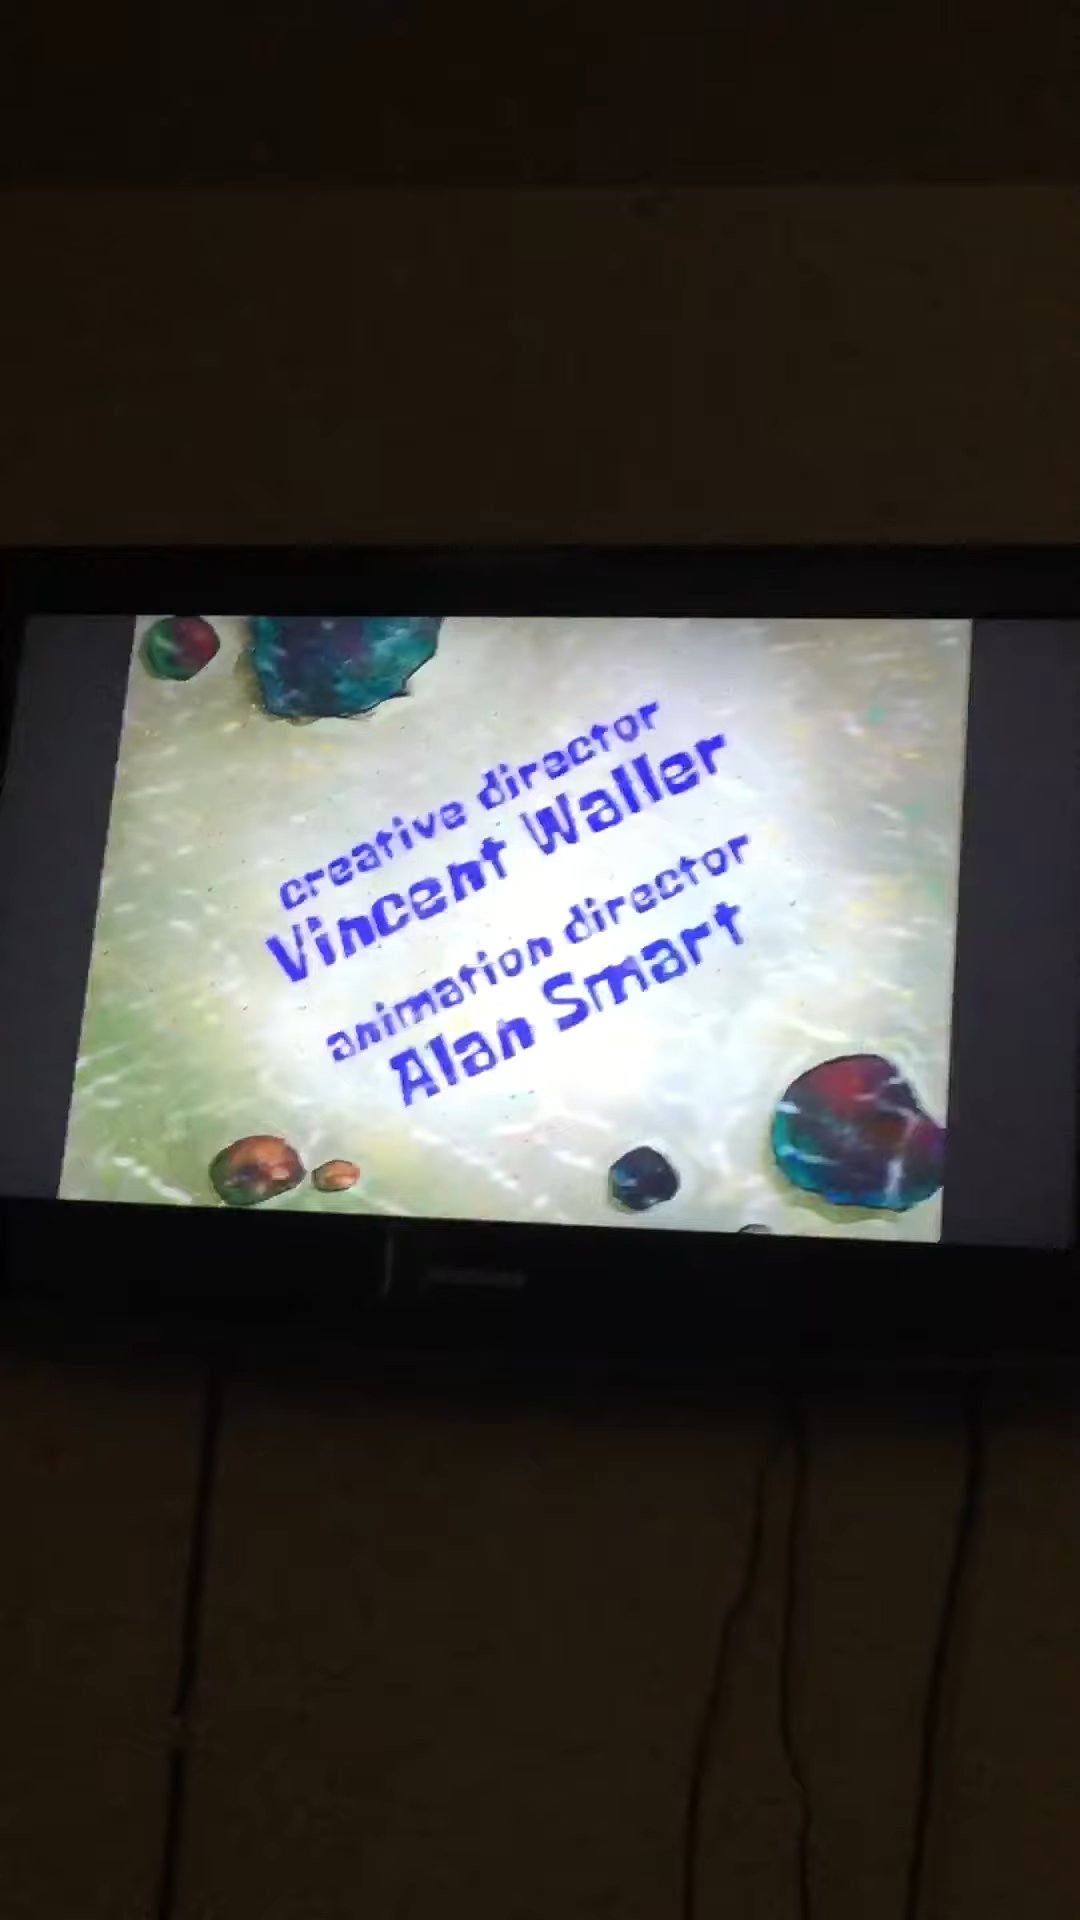 creative director
Vincent Waller
animation director
Alan Smart